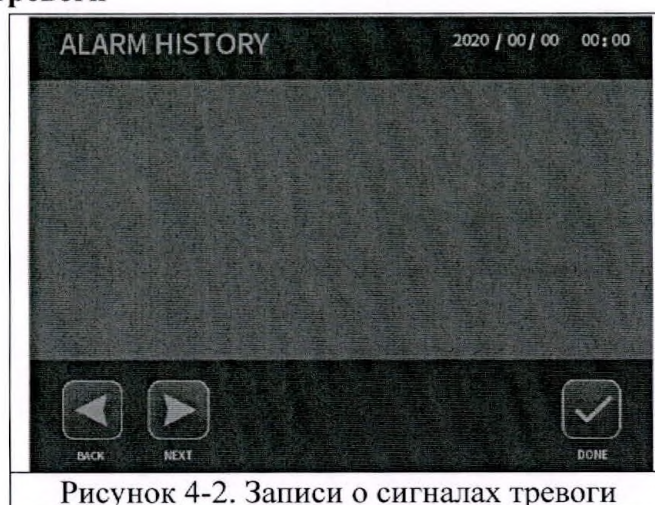 ALARM HISTORY 2020 / 00 / 00 00:00
BACK NEXT DONE
Рисунок 4-2. Записи о сигналах тревоги